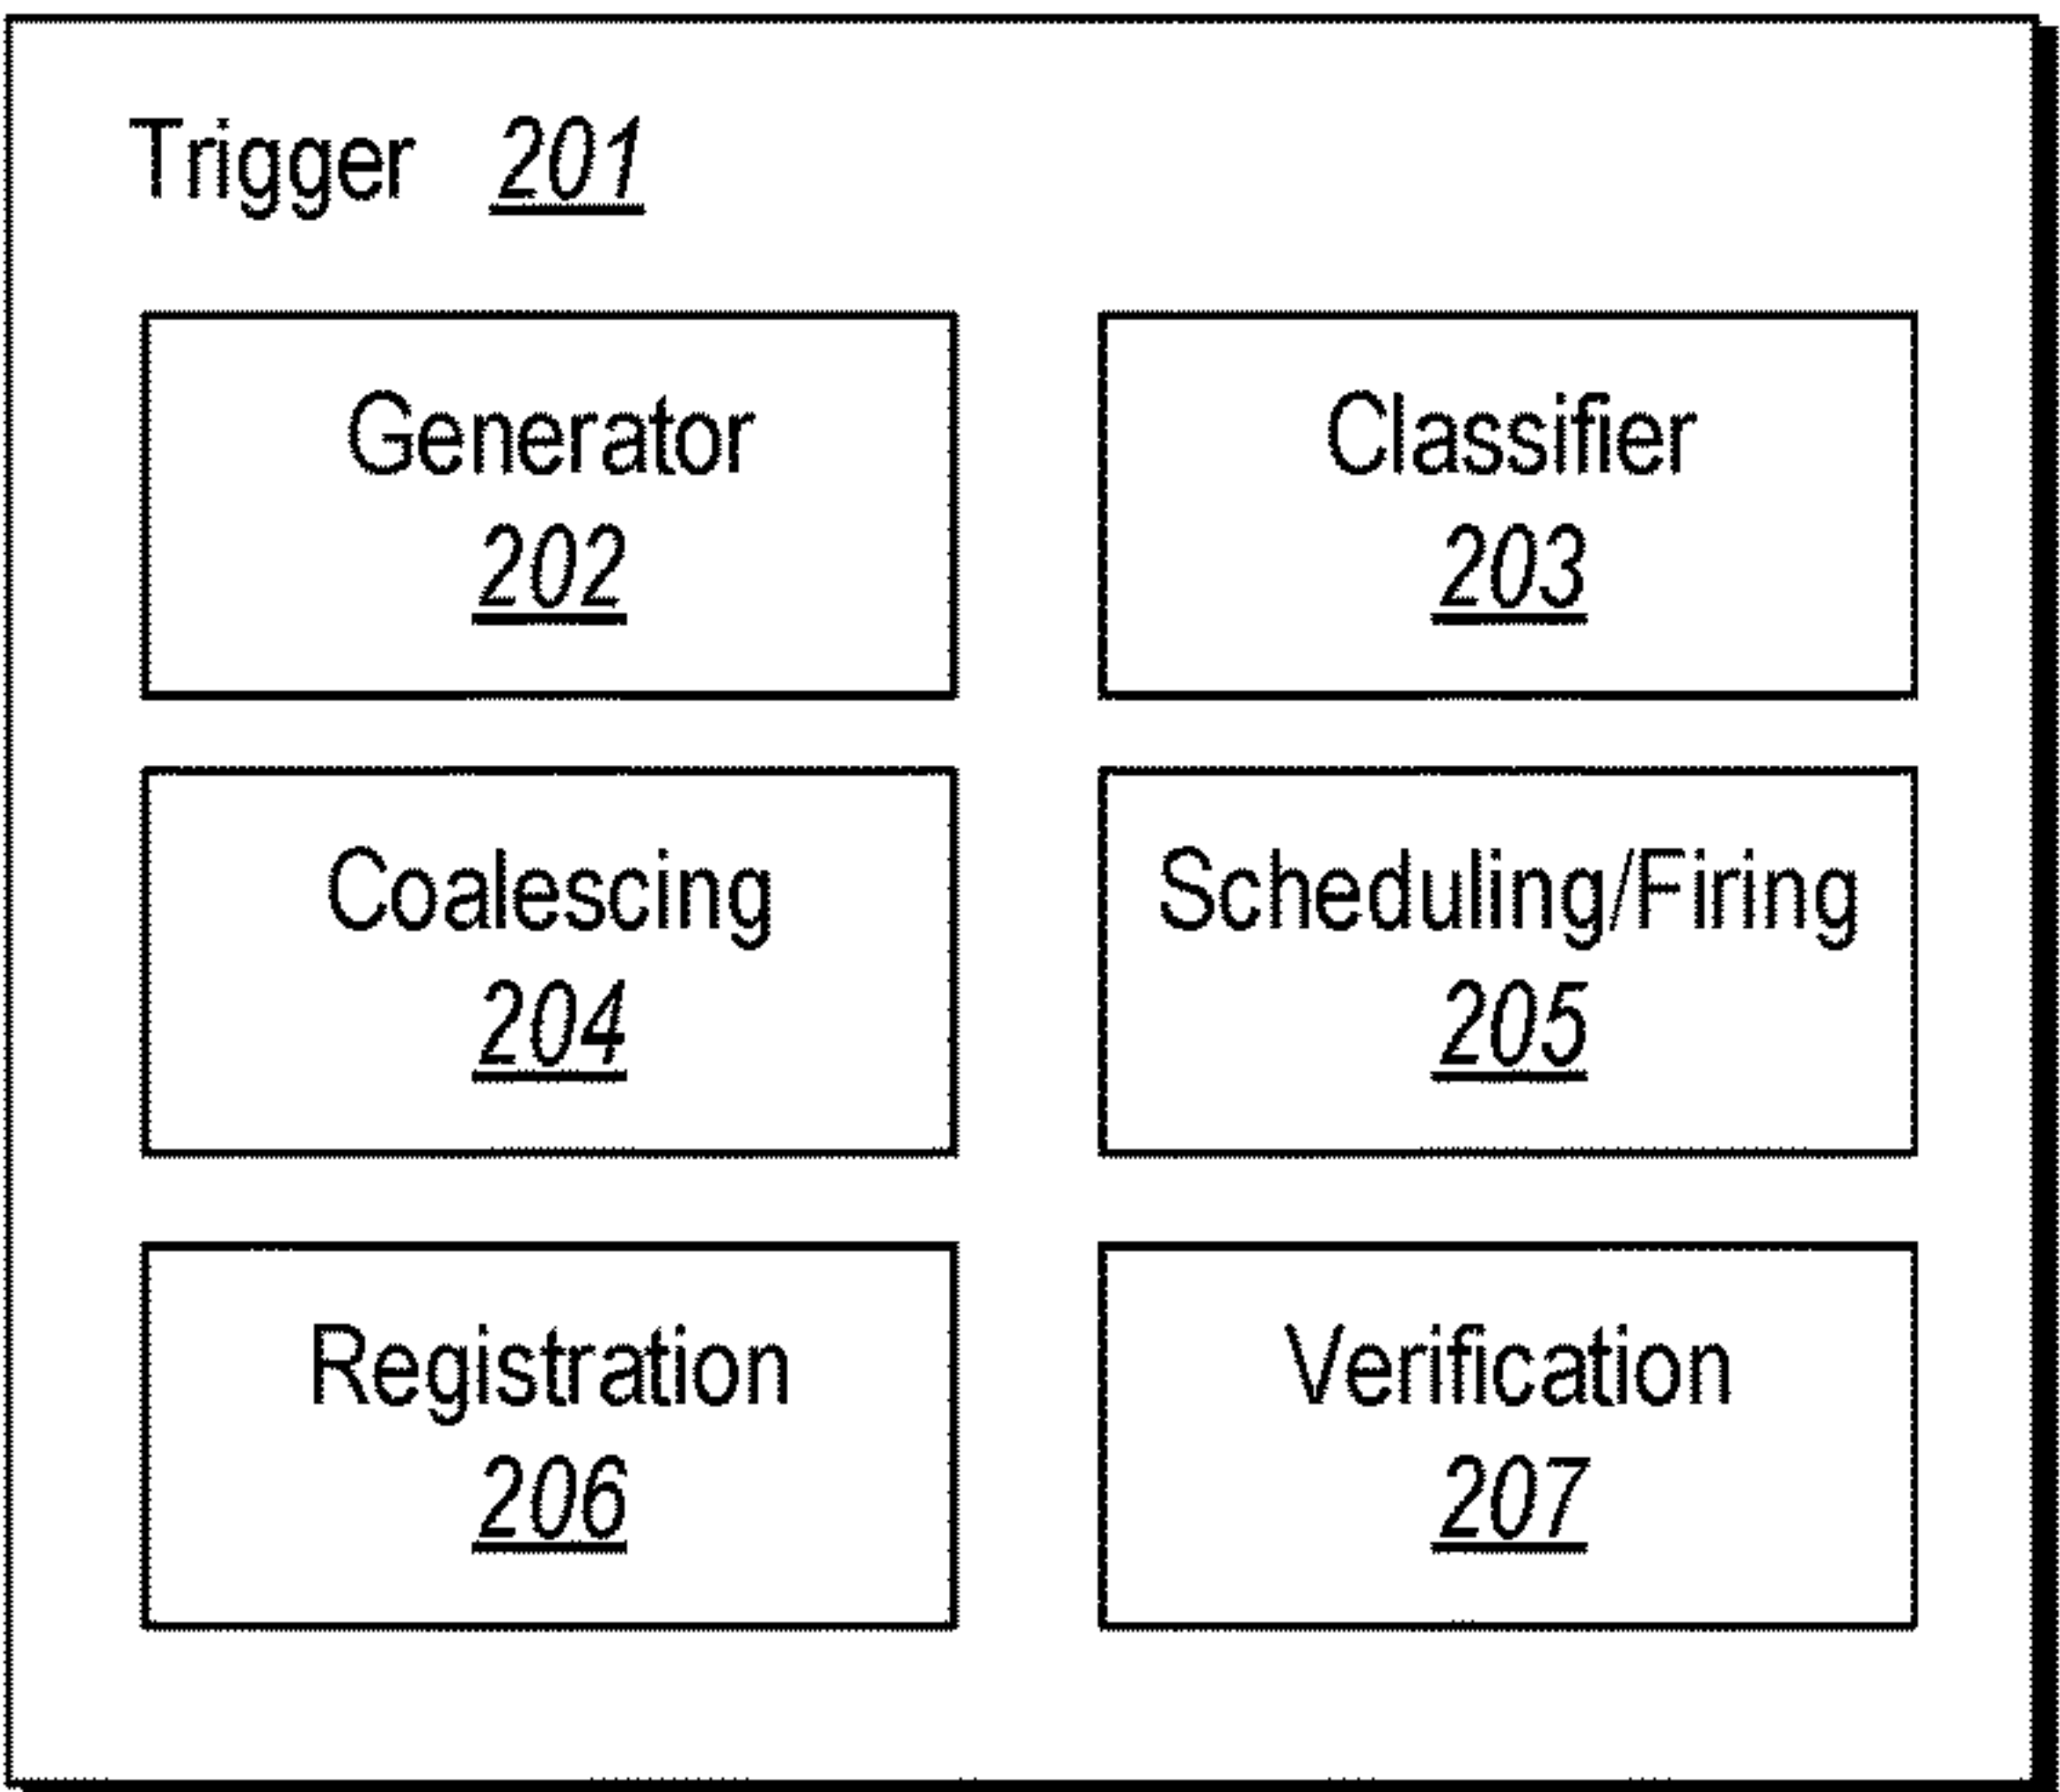 Trigger 201
Generator
202
Classifier
203
Coalescing
204
Scheduling/Firing
205
Registration
206
Verification
207